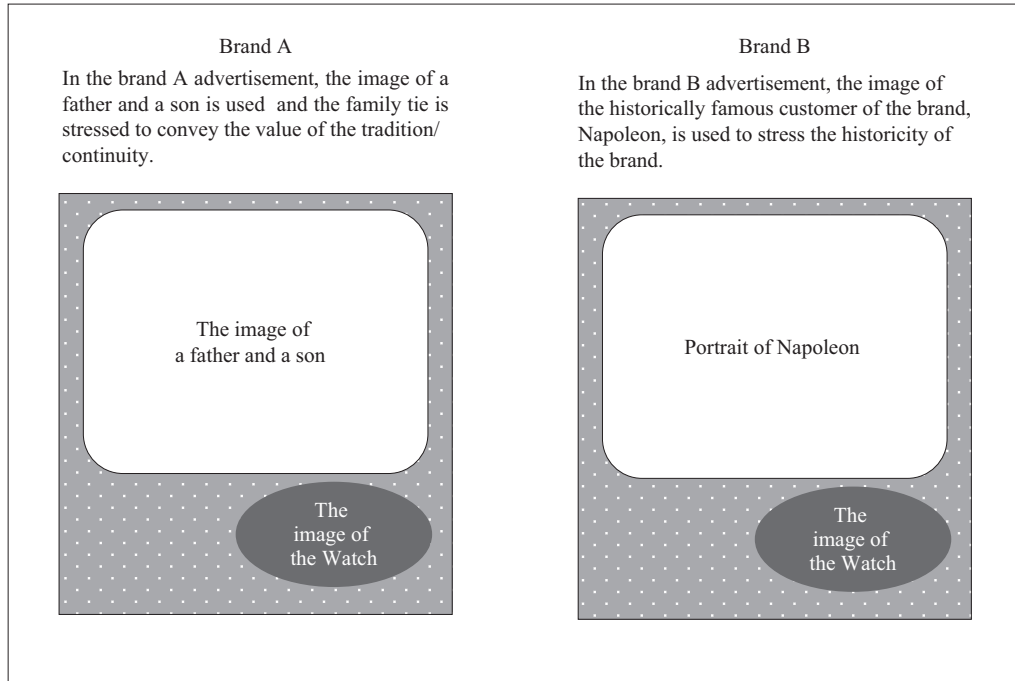 Brand A
In the brand A advertisement, the image of a
father and a son is used and the family tie is
stressed to convey the value of the tradition/
continuity.
The image of
a father and a son
The
image of
the Watch
Brand B
In the brand B advertisement, the image of
the historically famous customer of the brand,
Napoleon, is used to stress the historicity of
the brand.
Portrait of Napoleon
The
image of
the Watch